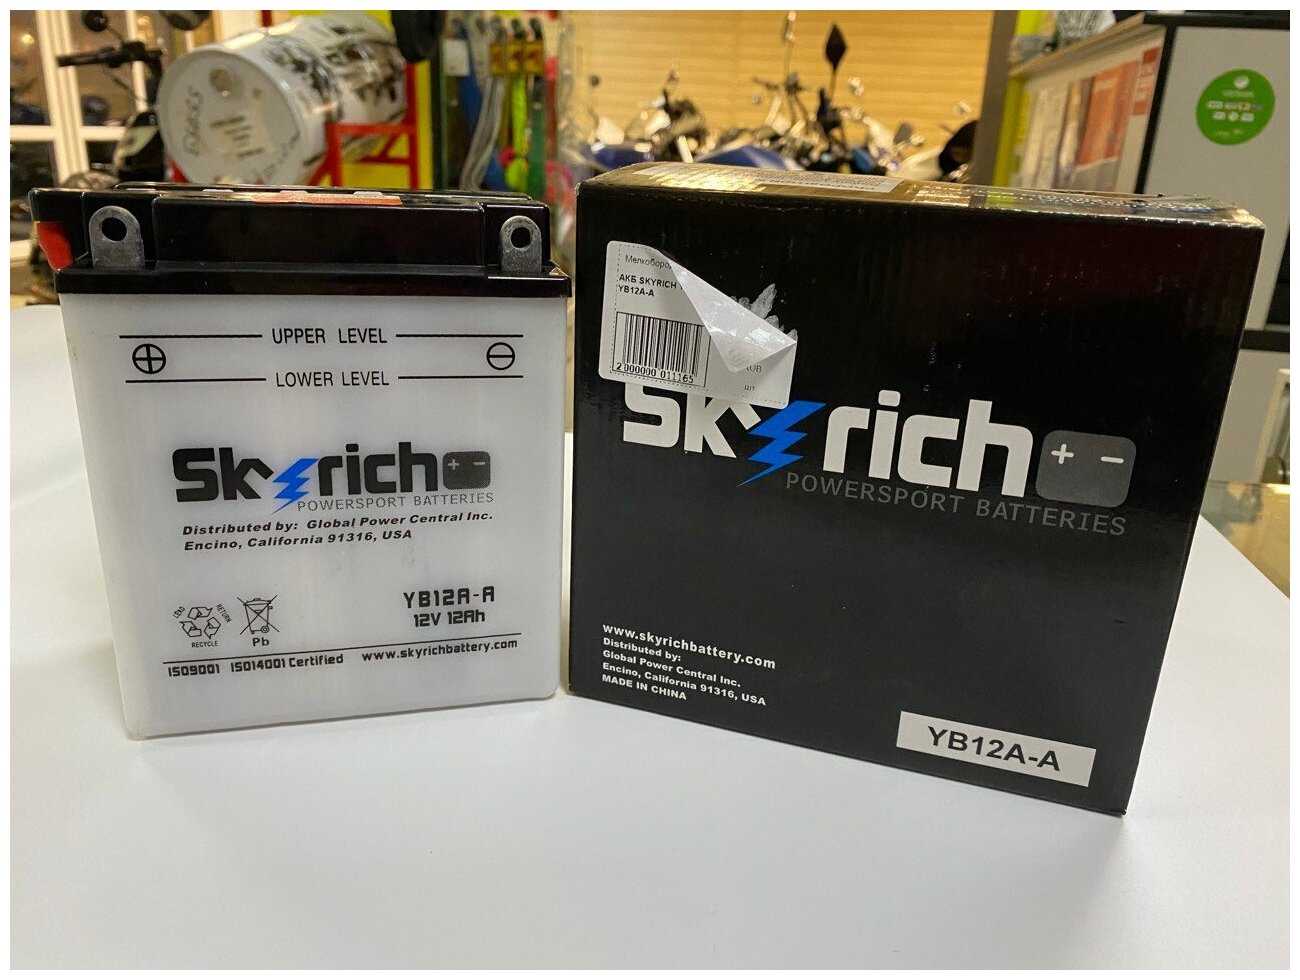 UPPER LEVEL
LOWER LEVEL
Skyrich
POWERSPORT BATTERIES
Distributed by: Global Power Central Inc.
Encino, California 91316, USA
YB12A-A
12V 12Ah
RETURN
RECYCLE
Pb
ISO9001 ISO14001 Certified www.skyrichbattery.com
АКБ SKYRICH
YB12A-A
2 000000 011165
шт
Skyrich
POWERSPORT BATTERIES
www.skyrichbattery.com
Distributed by:
Global Power Central Inc.
Encino, California 91316, USA
MADE IN CHINA
YB12A-A